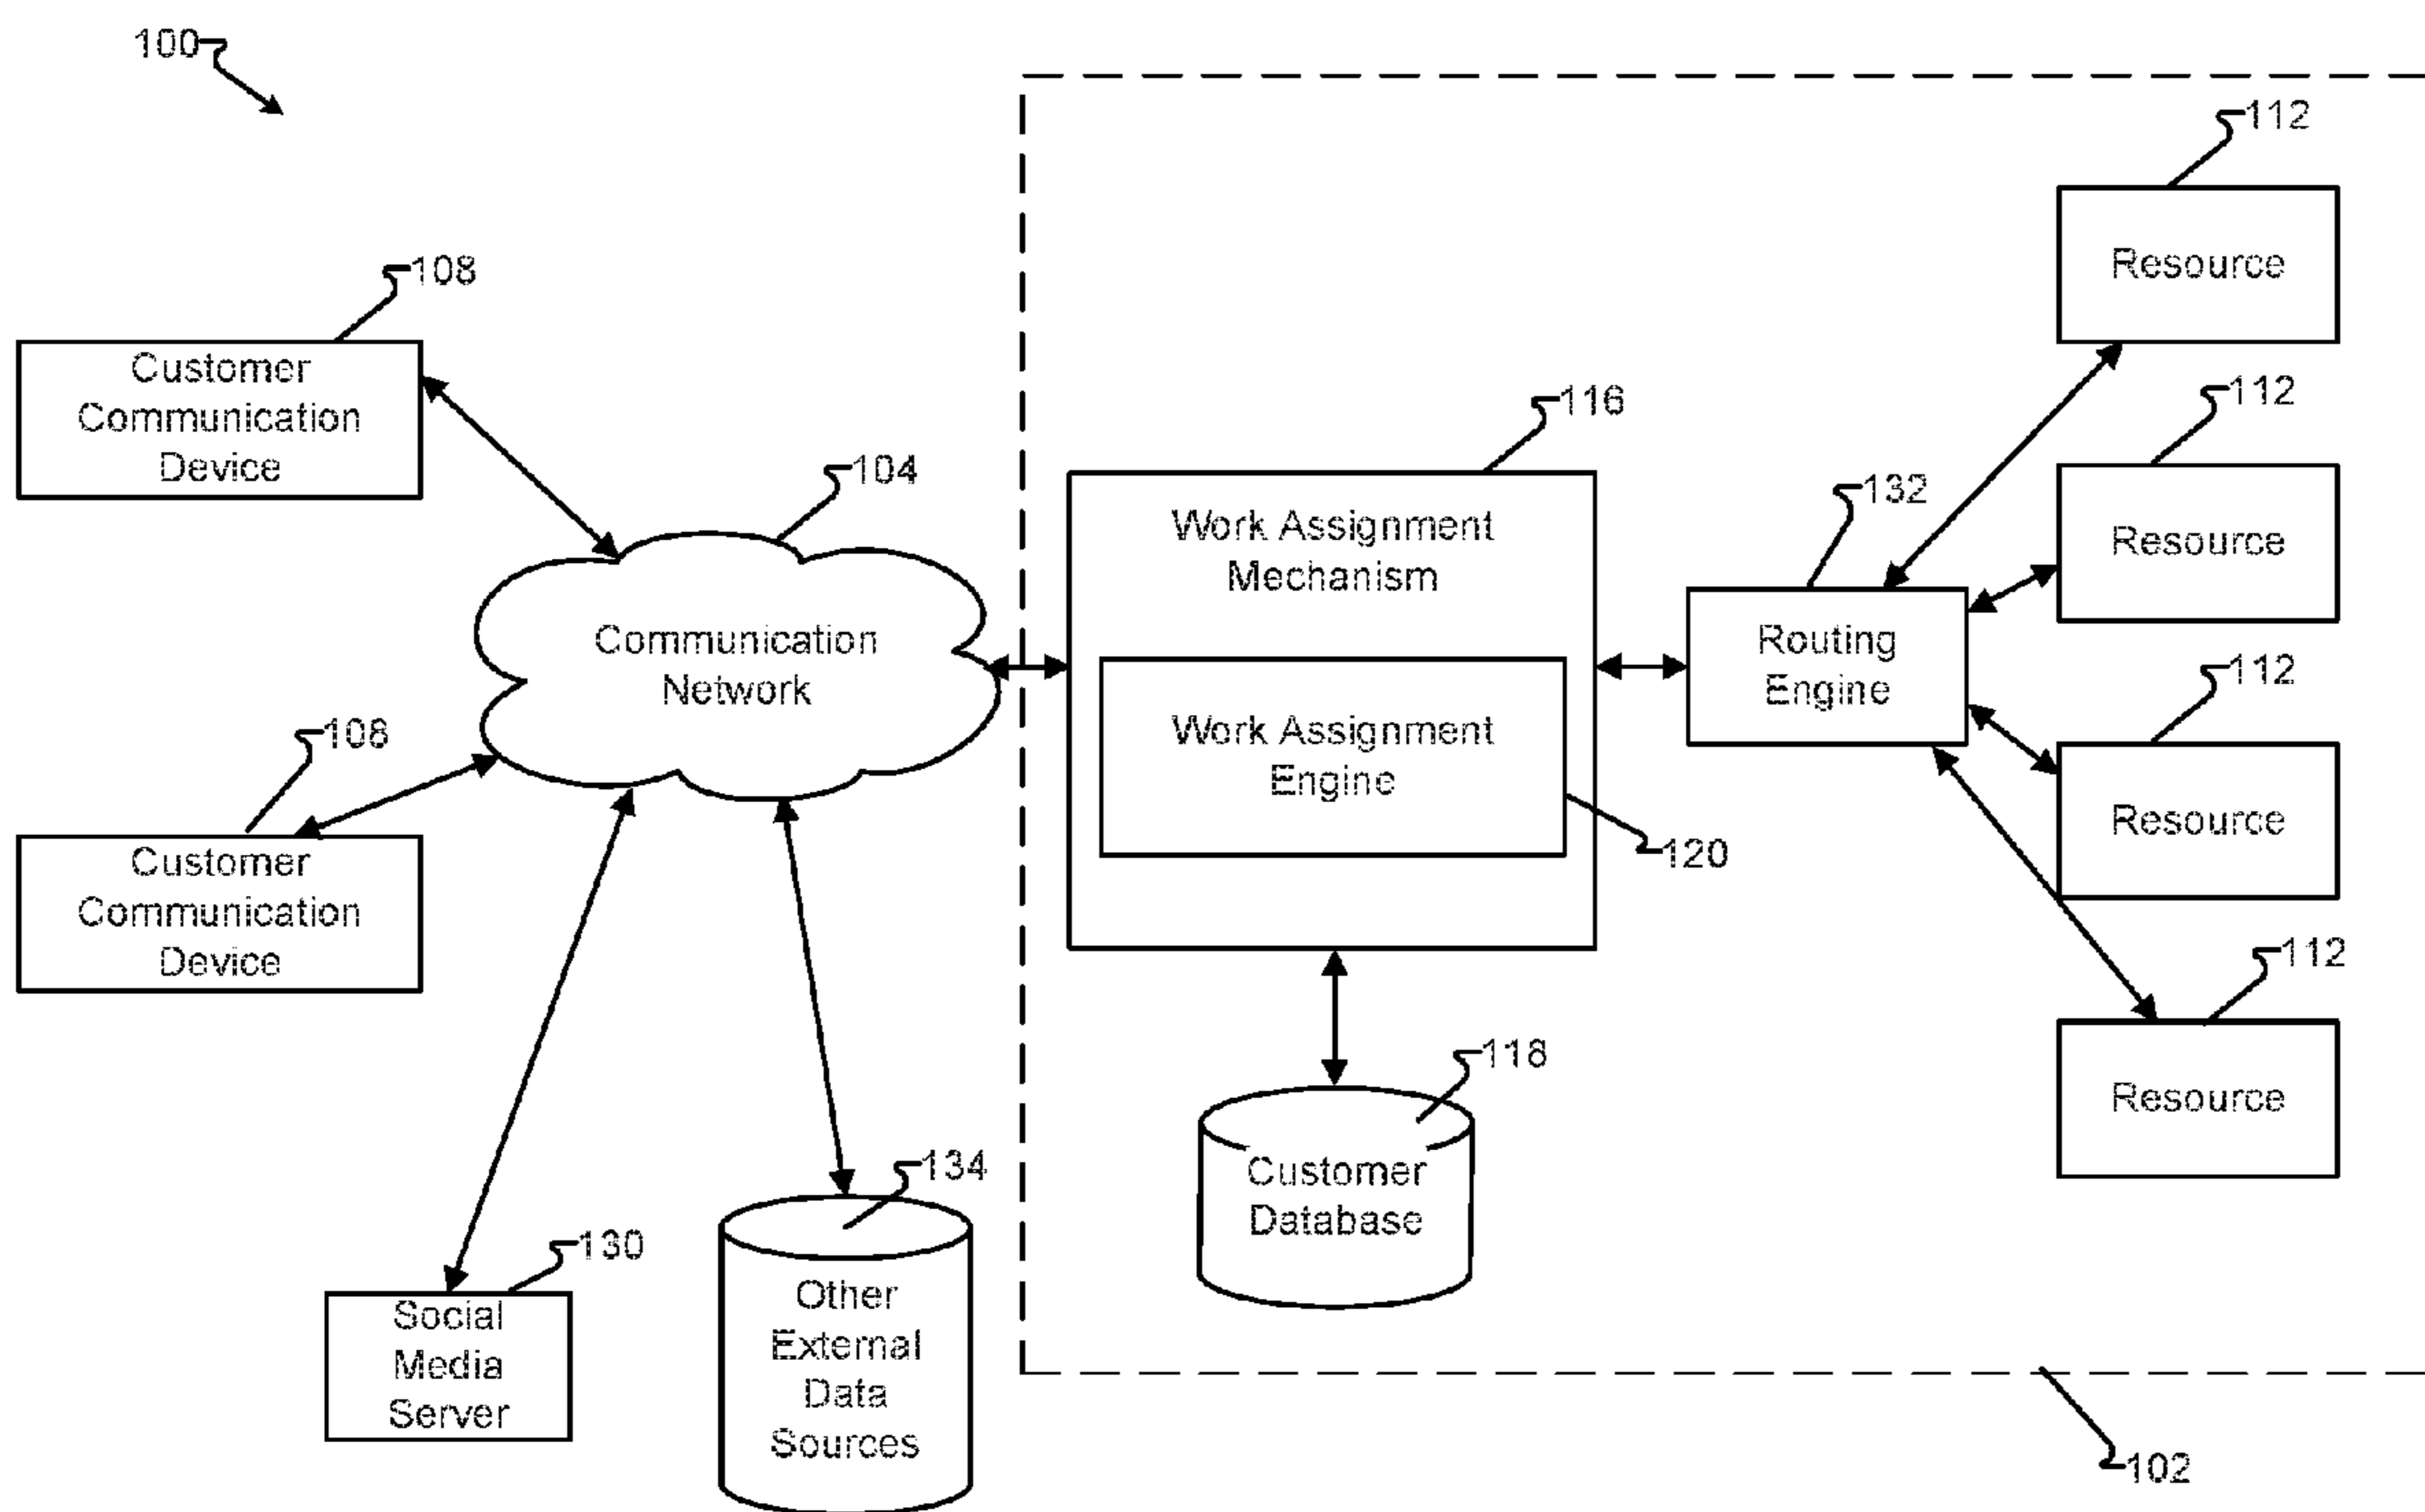 100
112
Resource
108
Customer
Communication
Device
104
116
112
Resource
132
Work Assignment
Mechanism
Communication
Network
Routing
Engine
108
Work Assignment
Engine
112
Resource
120
Customer
Communication
Device
112
Resource
118
Customer
Database
134
Other
External
Data
Sources
130
Social
Media
Server
102